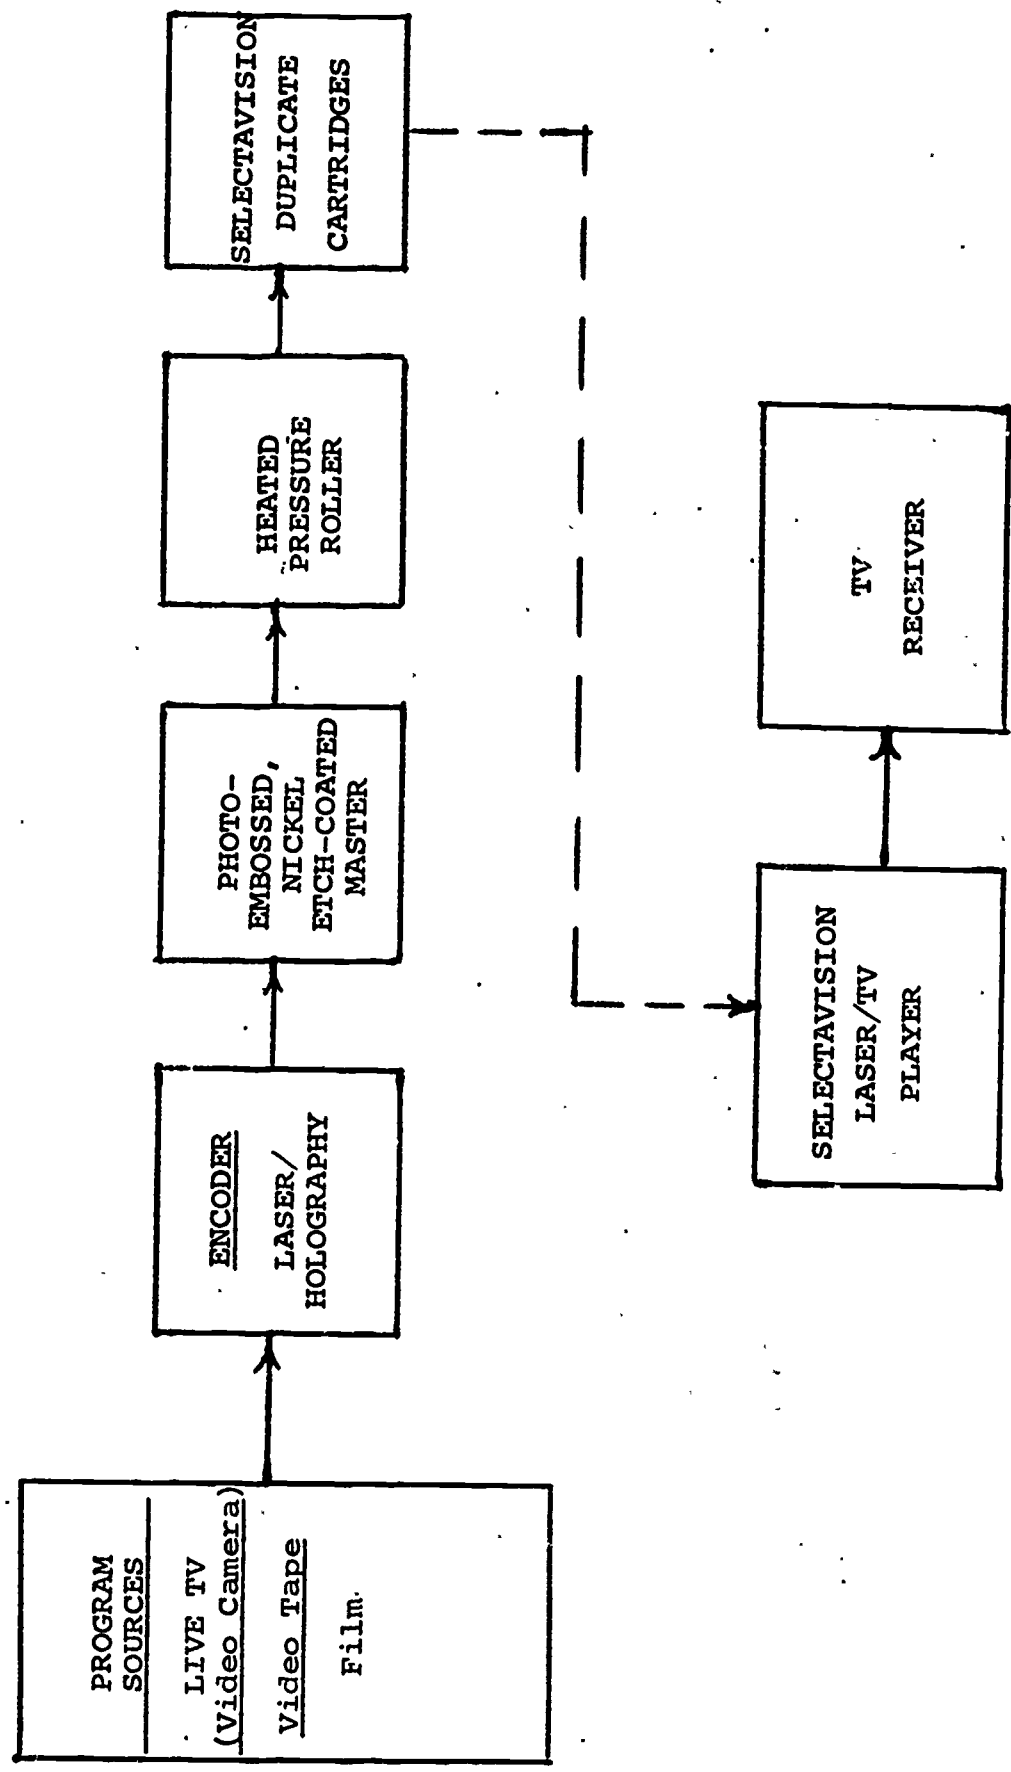 PROGRAM
SOURCES
LIVE TV
(Video Camera)
Video Tape
Film
ENCODER
LASER/
HOLOGRAPHY
PHOTO-
EMBOSSED,
NICKEL
ETCH-COATED
MASTER
HEATED
PRESSURE
ROLLER
SELECTAVISION
DUPLICATE
CARTRIDGES
SELECTAVISION
LASER/TV
PLAYER
TV
RECEIVER